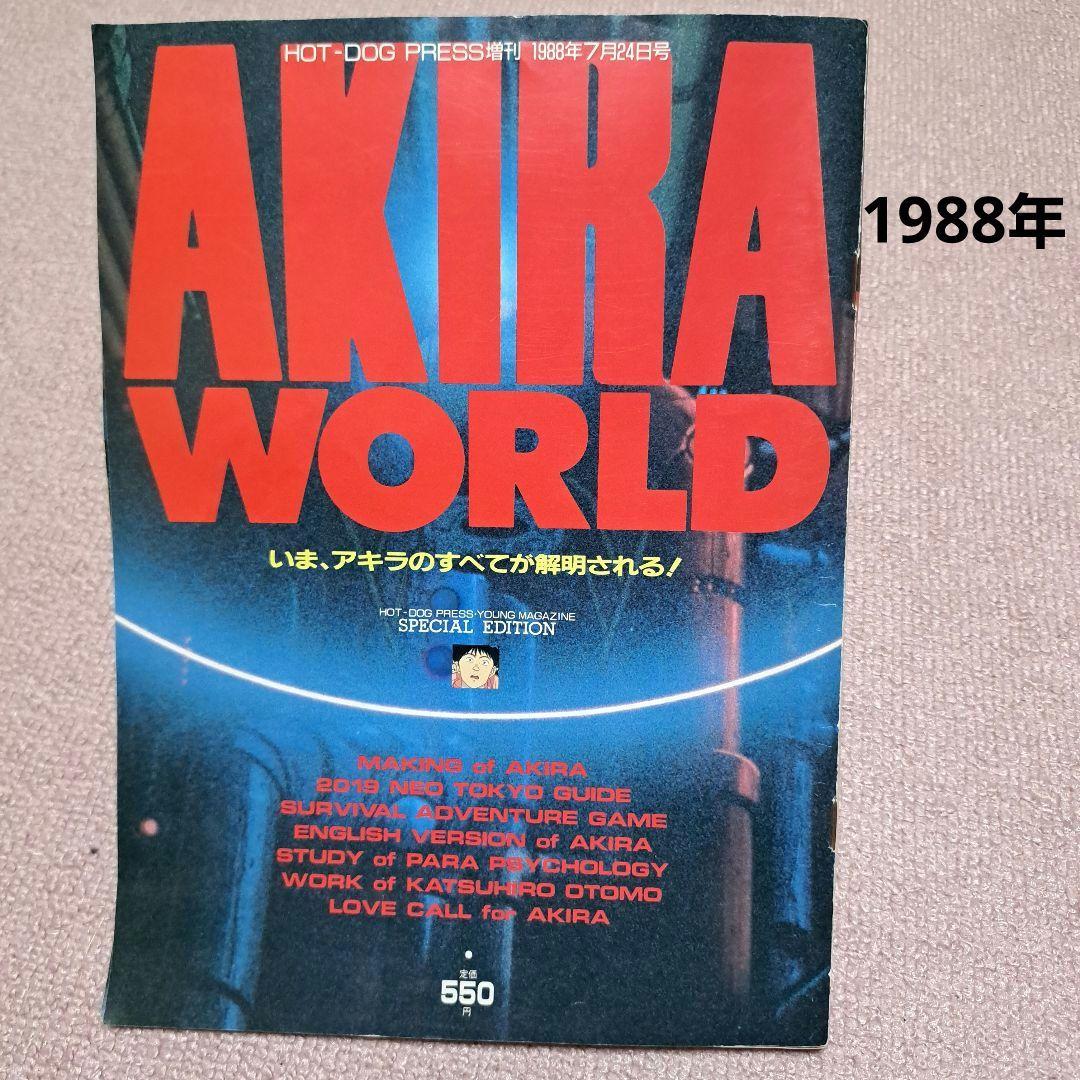 HOT-DOG PRESS増刊 1988年7月24日号
AKIRA
WORLD
1988年
いま、アキラのすべてが解明される!
HOT-DOG PRESS・YOUNG MAGAZINE
SPECIAL EDITION
MAKING of AKIRA
2019 NEO TOKYO GUIDE
SURVIVAL ADVENTURE GAME
ENGLISH VERSION of AKIRA
STUDY of PARA PSYCHOLOGY
WORK of KATSUHIRO OTOMO
LOVE CALL for AKIRA
定価
550
円